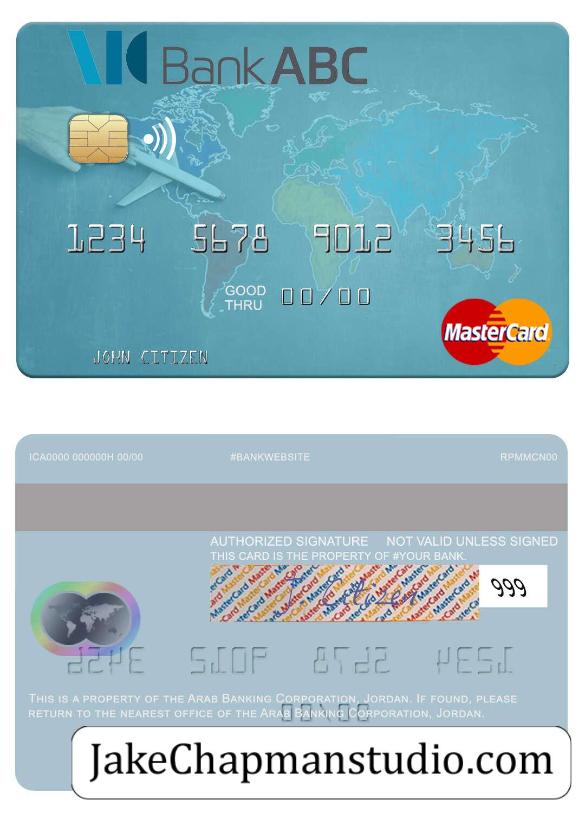 Bank ABC
1234 5678 9012 3456
GOOD THRU 00/00
MasterCard
JOHN CITIZEN
ICA0000 000000H 00/00 #BANKWEBSITE RPMMCN00
AUTHORIZED SIGNATURE NOT VALID UNLESS SIGNED
THIS CARD IS THE PROPERTY OF #YOUR BANK.
MasterCard MasterCard MasterCard
999
THIS IS A PROPERTY OF THE ARAB BANKING CORPORATION, JORDAN. IF FOUND, PLEASE
RETURN TO THE NEAREST OFFICE OF THE ARAB BANKING CORPORATION, JORDAN.
JakeChapmanstudio.com